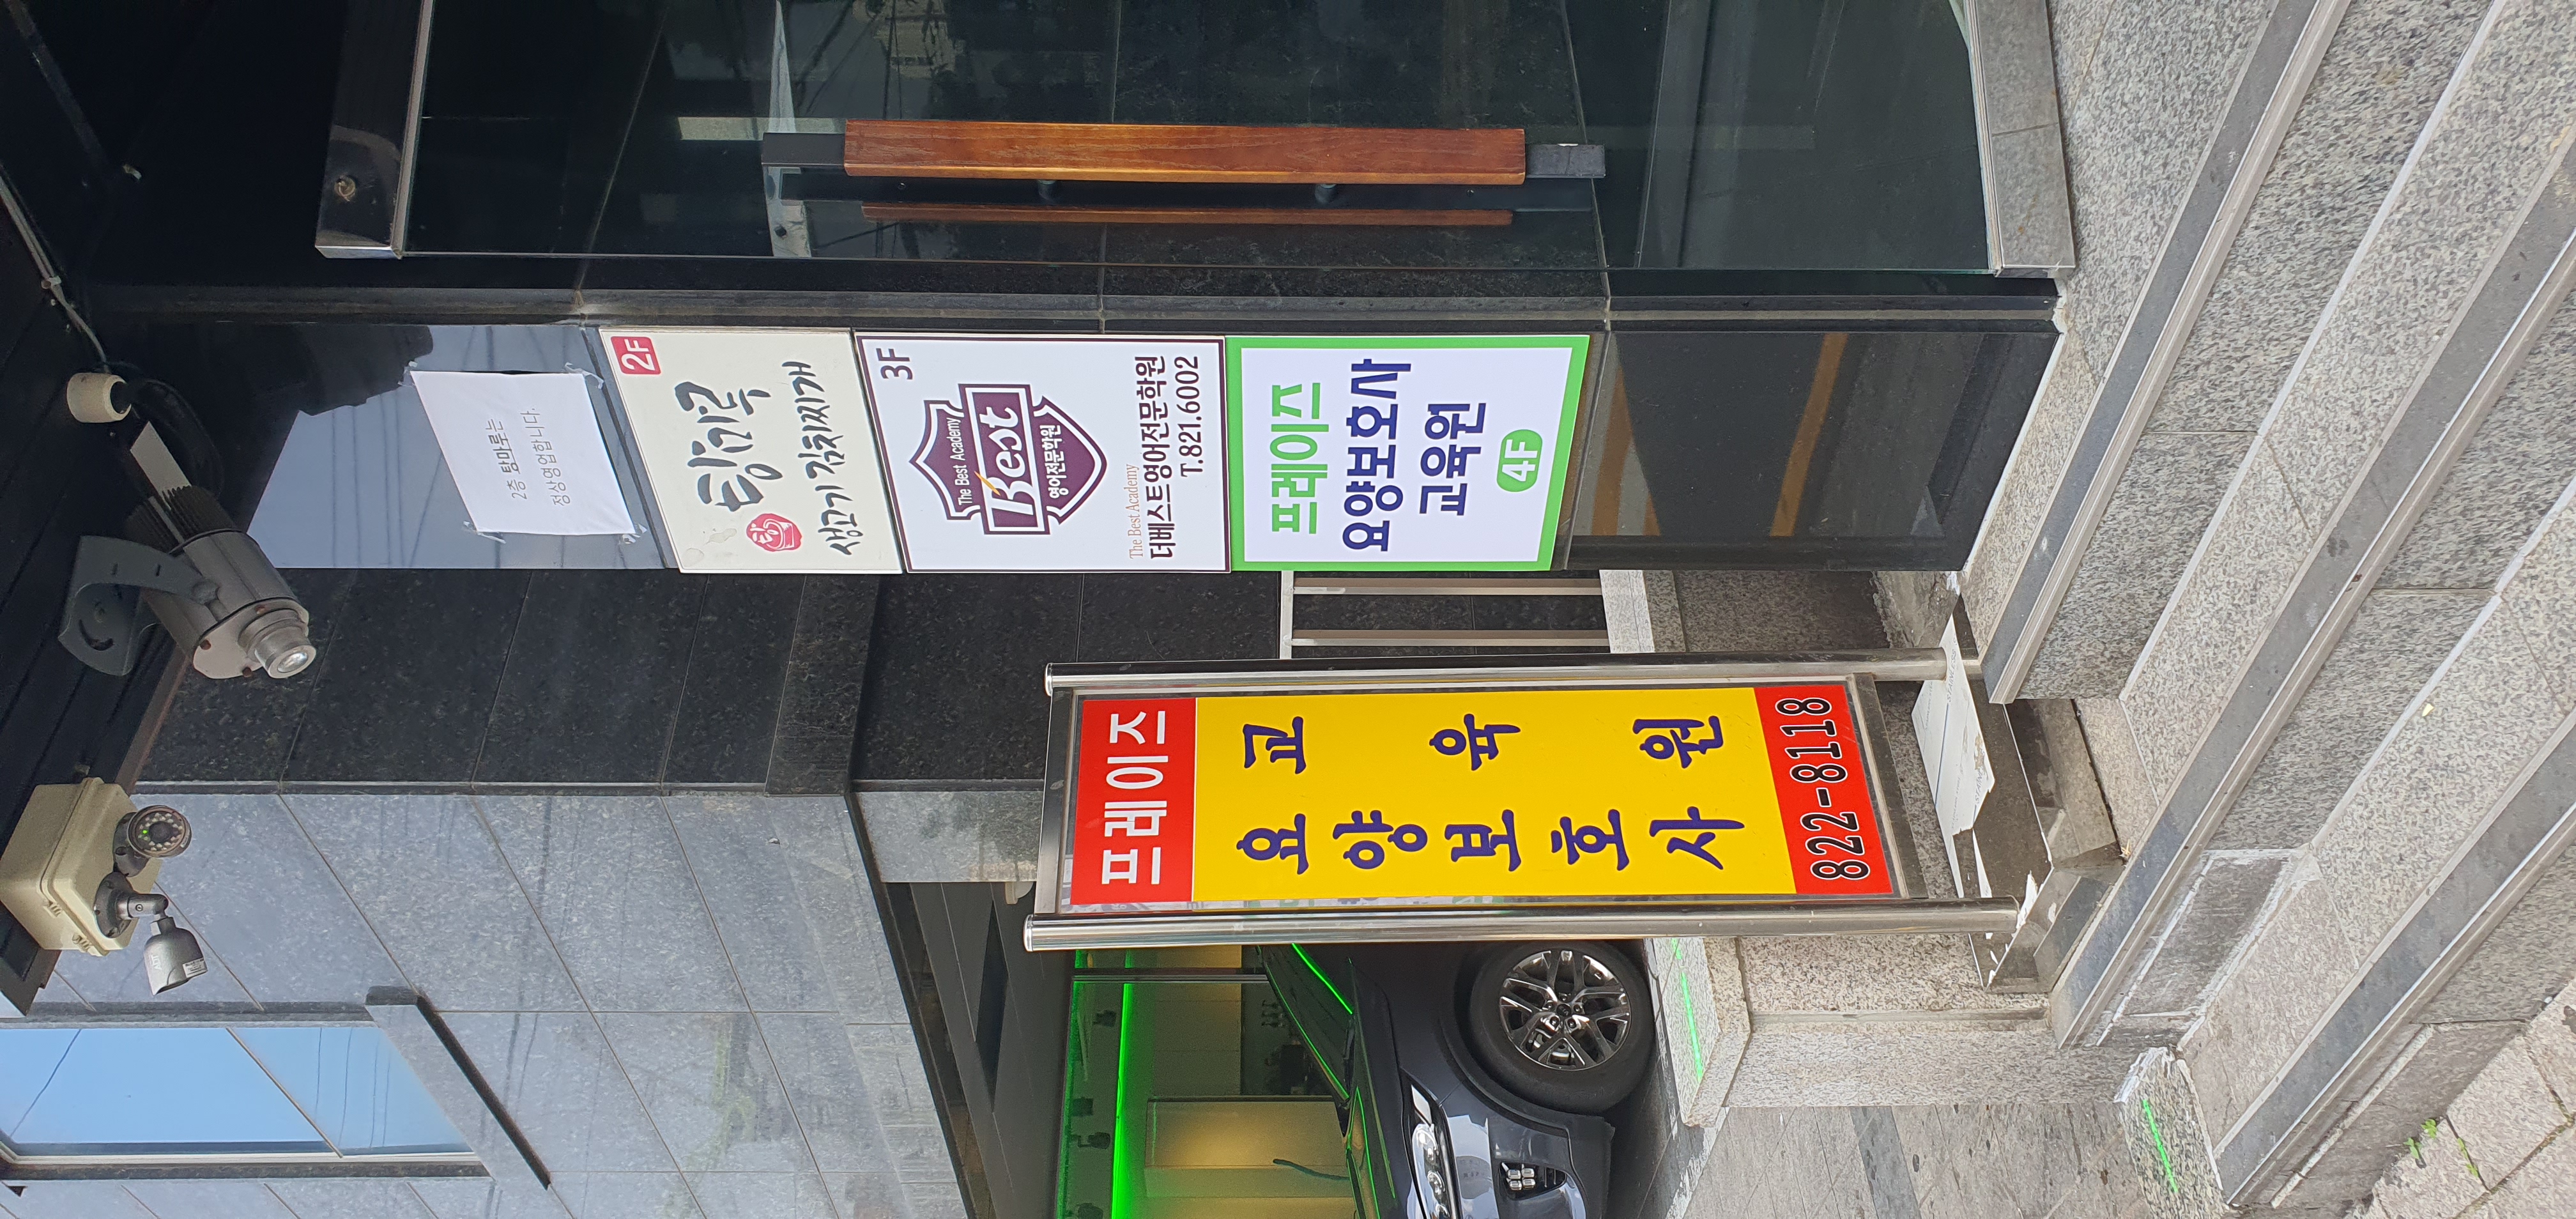 2층 탕마루는
정상영업합니다.
2F
탕마루
생고기 김치찌개
3F
The Best Academy
Best
영어전문학원
The Best Academy
더베스트영어전문학원
T.821.6002
프레이즈
요양보호사
교육원
4F
프레이즈
요양보호사
교육원
822-8118